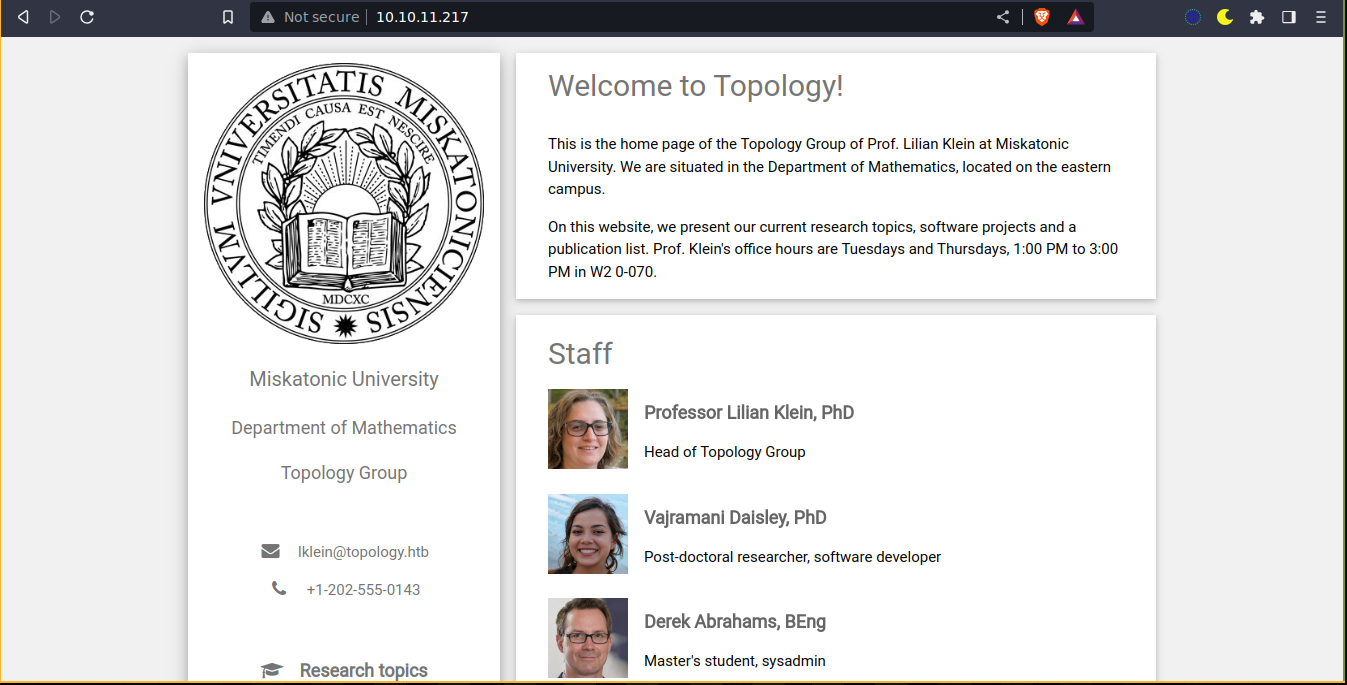 Not secure
10.10.11.217
SIGILLVM VNIVERSITATIS MISKATONICIENSIS
TIMENDI CAUSA EST NESCIRE
MDCXC
Miskatonic University
Department of Mathematics
Topology Group
lklein@topology.htb
+1-202-555-0143
Research topics
Welcome to Topology!
This is the home page of the Topology Group of Prof. Lilian Klein at Miskatonic
University. We are situated in the Department of Mathematics, located on the eastern
campus.
On this website, we present our current research topics, software projects and a
publication list. Prof. Klein's office hours are Tuesdays and Thursdays, 1:00 PM to 3:00
PM in W2 0-070.
Staff
Professor Lilian Klein, PhD
Head of Topology Group
Vajramani Daisley, PhD
Post-doctoral researcher, software developer
Derek Abrahams, BEng
Master's student, sysadmin